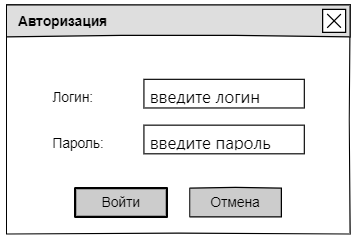 Авторизация
Логин: введите логин
Пароль: введите пароль
Войти Отмена